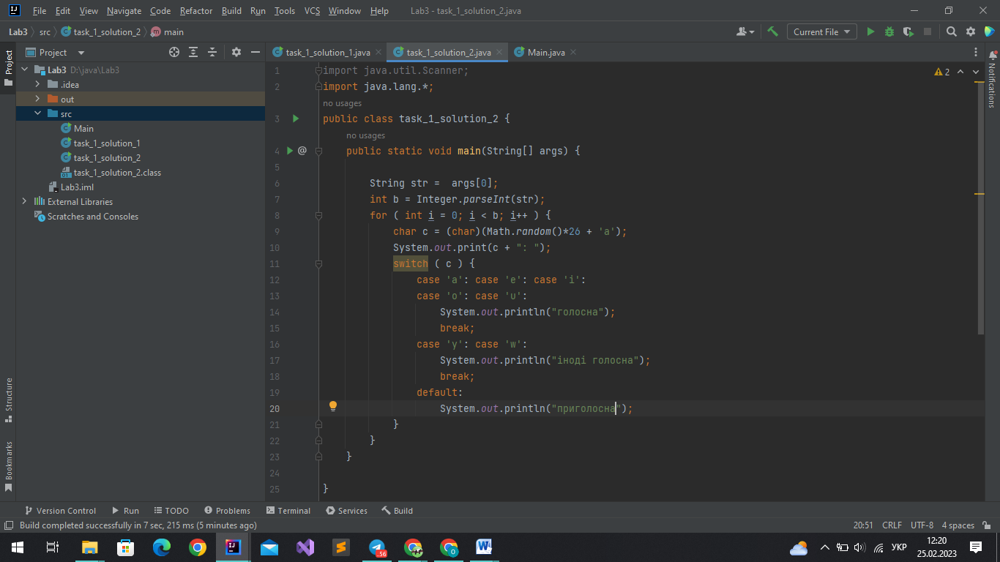 File Edit View Navigate Code Refactor Build Run Tools VCS Window Help Lab3 - task_1_solution_2.java
Lab3 src task_1_solution_2 main Current File
Project
Project
task_1_solution_1.java task_1_solution_2.java Main.java
Notifications
Lab3 D:\java\Lab3
.idea
out
src
Main
task_1_solution_1
task_1_solution_2
task_1_solution_2.class
Lab3.iml
External Libraries
Scratches and Consoles
2
1 import java.util.Scanner;
2 import java.lang.*;
no usages
3 public class task_1_solution_2 {
no usages
4 @ public static void main(String[] args) {
5
6 String str =  args[0];
7 int b = Integer.parseInt(str);
8 for ( int i = 0; i < b; i++ ) {
9 char c = (char)(Math.random()*26 + 'a');
10 System.out.print(c + ": ");
11 switch ( c ) {
12 case 'a': case 'e': case 'i':
13 case 'o': case 'u':
14 System.out.println("голосна");
15 break;
16 case 'y': case 'w':
17 System.out.println("іноді голосна");
18 break;
19 default:
20 System.out.println("приголосна");
21 }
22 }
23 }
24
25 }
Structure
Bookmarks
Version Control Run TODO Problems Terminal Services Build
Build completed successfully in 7 sec, 215 ms (5 minutes ago) 20:51 CRLF UTF-8 4 spaces
56 УКР 12:20
25.02.2023